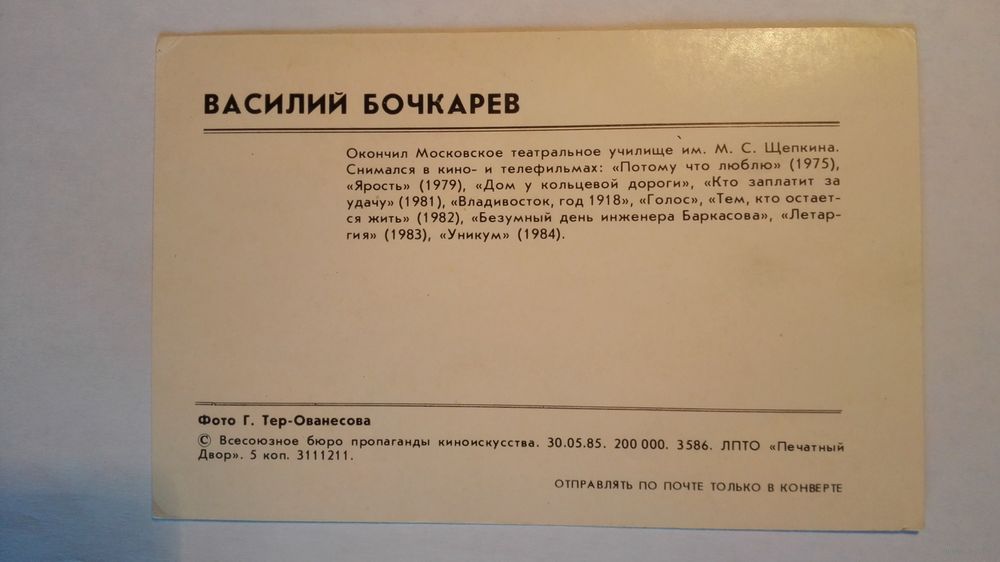 ВАСИЛИЙ БОЧКАРЕВ
Окончил Московское театральное училище им. М. С. Щепкина.
Снимался в кино- и телефильмах: «Потому что люблю» (1975),
«Ярость» (1979), «Дом у кольцевой дороги», «Кто заплатит за
удачу» (1981), «Владивосток, год 1918», «Голос», «Тем, кто остает-
ся жить» (1982), «Безумный день инженера Баркасова», «Летар-
гия» (1983), «Уникум» (1984).
Фото Г. Тер-Ованесова
© Всесоюзное бюро пропаганды киноискусства. 30.05.85. 200 000. 3586. ЛПТО «Печатный
Двор». 5 коп. 3111211.
ОТПРАВЛЯТЬ ПО ПОЧТЕ ТОЛЬКО В КОНВЕРТЕ